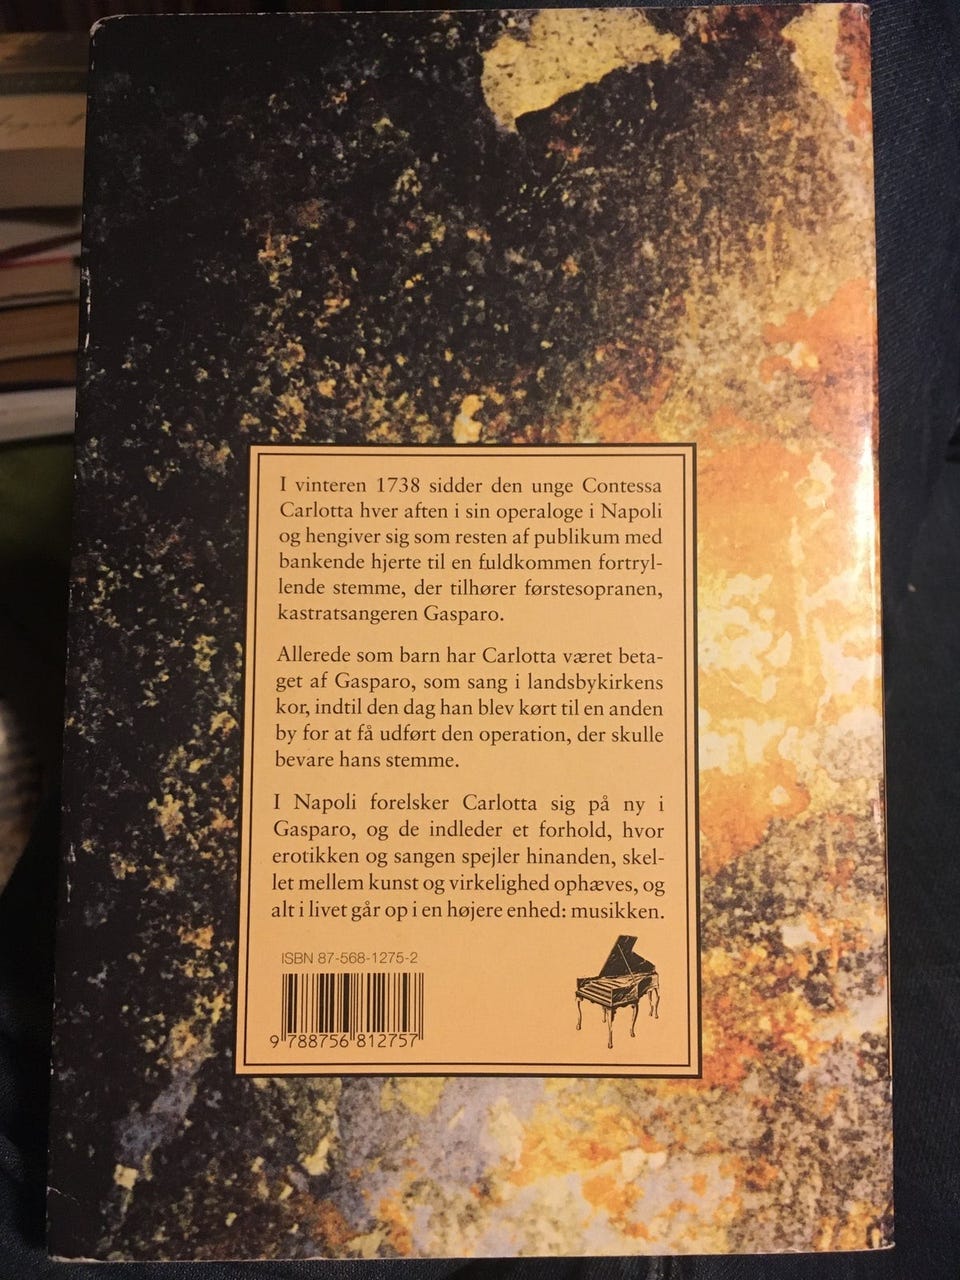 I vinteren 1738 sidder den unge Contessa
Carlotta hver aften i sin operaloge i Napoli
og hengiver sig som resten af publikum med
bankende hjerte til en fuldkommen fortryl-
lende stemme, der tilhører førstesopranen,
kastratsangeren Gasparo.
Allerede som barn har Carlotta været beta-
get af Gasparo, som sang i landsbykirkens
kor, indtil den dag han blev kørt til en anden
by for at få udført den operation, der skulle
bevare hans stemme.
I Napoli forelsker Carlotta sig på ny i
Gasparo, og de indleder et forhold, hvor
erotikken og sangen spejler hinanden, skel-
let mellem kunst og virkelighed ophæves, og
alt i livet går op i en højere enhed: musikken.
ISBN 87-568-1275-2
9 788756 812757